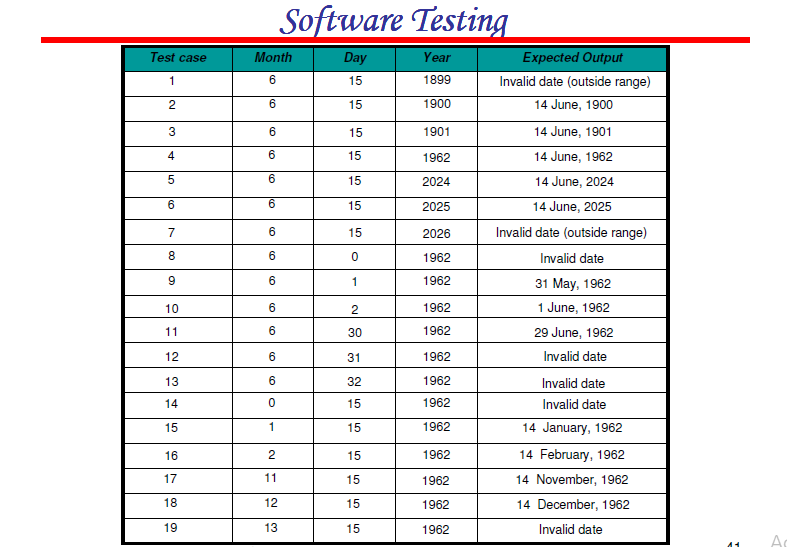 Software Testing
Test case Month Day Year Expected Output
1 6 15 1899 Invalid date (outside range)
2 6 15 1900 14 June, 1900
3 6 15 1901 14 June, 1901
4 6 15 1962 14 June, 1962
5 6 15 2024 14 June, 2024
6 6 15 2025 14 June, 2025
7 6 15 2026 Invalid date (outside range)
8 6 0 1962 Invalid date
9 6 1 1962 31 May, 1962
10 6 2 1962 1 June, 1962
11 6 30 1962 29 June, 1962
12 6 31 1962 Invalid date
13 6 32 1962 Invalid date
14 0 15 1962 Invalid date
15 1 15 1962 14 January, 1962
16 2 15 1962 14 February, 1962
17 11 15 1962 14 November, 1962
18 12 15 1962 14 December, 1962
19 13 15 1962 Invalid date